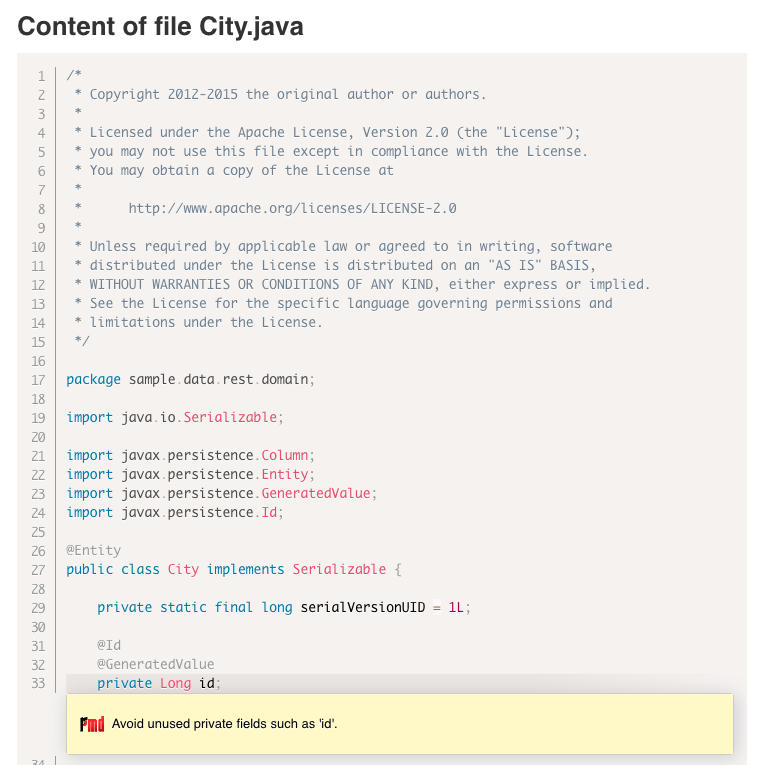 Content of file City.java
1 /*
2  * Copyright 2012-2015 the original author or authors.
3  *
4  * Licensed under the Apache License, Version 2.0 (the "License");
5  * you may not use this file except in compliance with the License.
6  * You may obtain a copy of the License at
7  *
8  *      http://www.apache.org/licenses/LICENSE-2.0
9  *
10  * Unless required by applicable law or agreed to in writing, software
11  * distributed under the License is distributed on an "AS IS" BASIS,
12  * WITHOUT WARRANTIES OR CONDITIONS OF ANY KIND, either express or implied.
13  * See the License for the specific language governing permissions and
14  * limitations under the License.
15  */
16
17 package sample.data.rest.domain;
18
19 import java.io.Serializable;
20
21 import javax.persistence.Column;
22 import javax.persistence.Entity;
23 import javax.persistence.GeneratedValue;
24 import javax.persistence.Id;
25
26 @Entity
27 public class City implements Serializable {
28
29     private static final long serialVersionUID = 1L;
30
31     @Id
32     @GeneratedValue
33     private Long id;
PMD Avoid unused private fields such as 'id'.
34